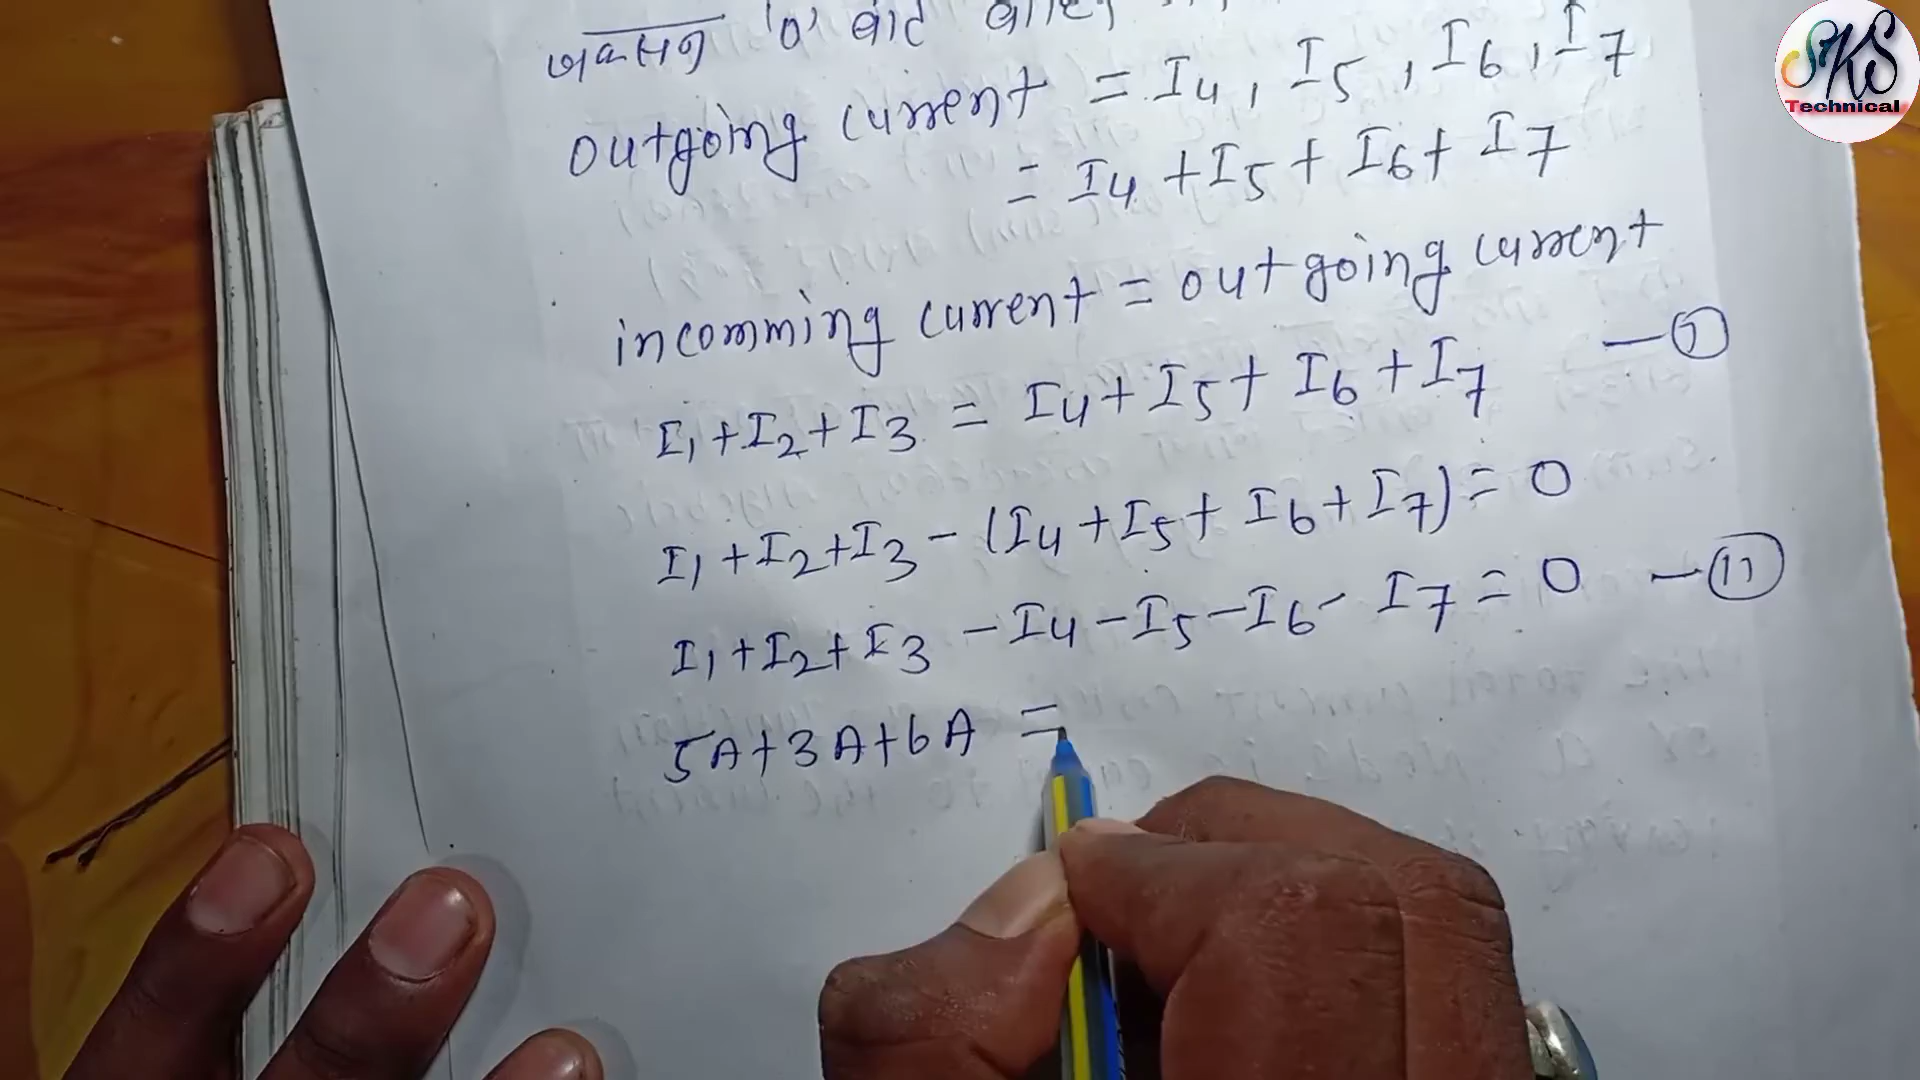 जंक्सन 'O' वाट
outgoing current = I4, I5, I6, I7
= I4 + I5 + I6 + I7
incomming current = outgoing current
I1 + I2 + I3 = I4 + I5 + I6 + I7 — (I)
I1 + I2 + I3 - (I4 + I5 + I6 + I7) = 0
I1 + I2 + I3 - I4 - I5 - I6 - I7 = 0 — (II)
5A + 3A + 6A =
SKS
Technical